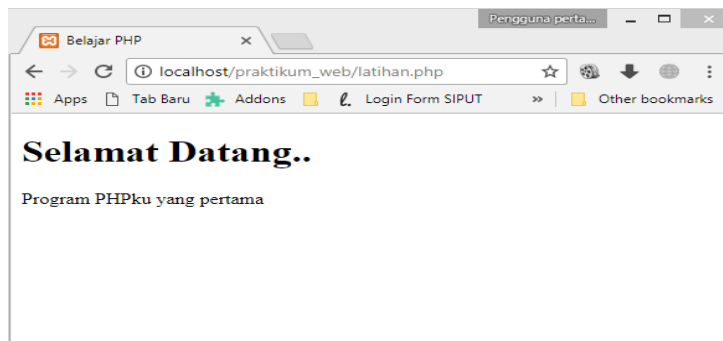 Pengguna perta...
Belajar PHP
localhost/praktikum_web/latihan.php
Apps Tab Baru Addons Login Form SIPUT » Other bookmarks
Selamat Datang..
Program PHPku yang pertama